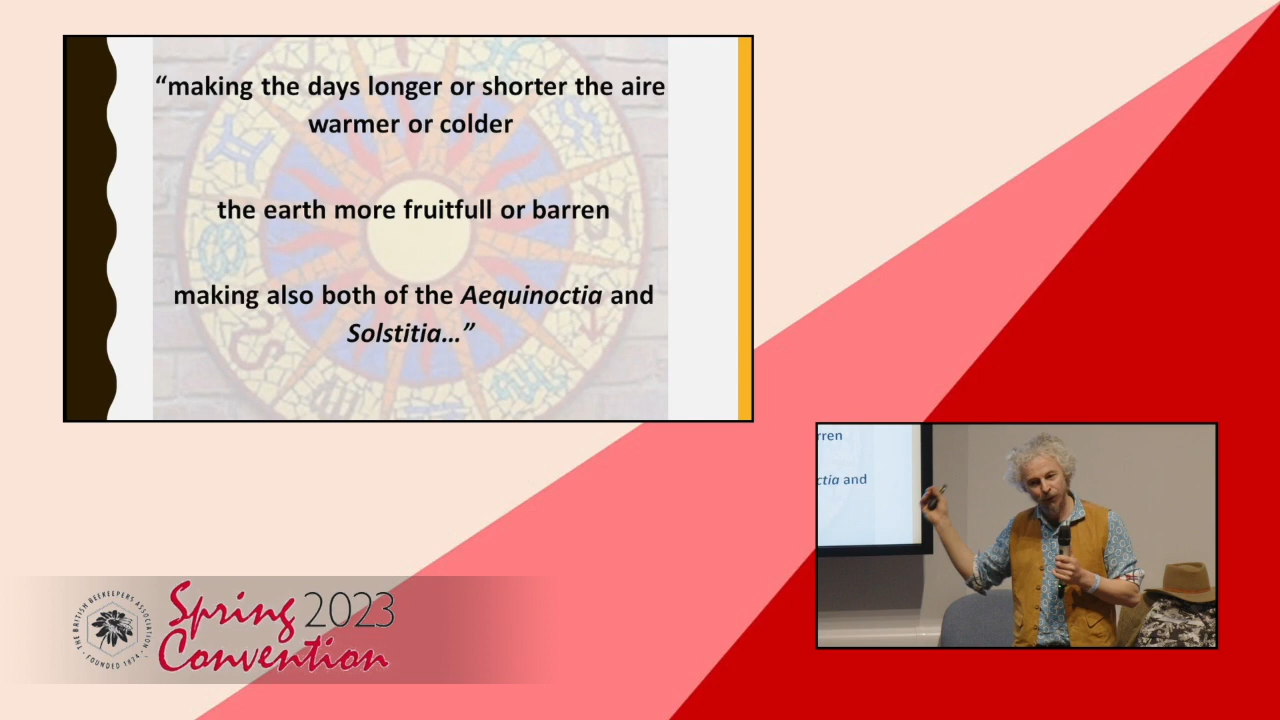 “making the days longer or shorter the aire
warmer or colder
the earth more fruitfull or barren
making also both of the Aequinoctia and
Solstitia…”
rren
ctia and
THE BRITISH BEEKEEPERS ASSOCIATION
FOUNDED 1874
Spring 2023
Convention